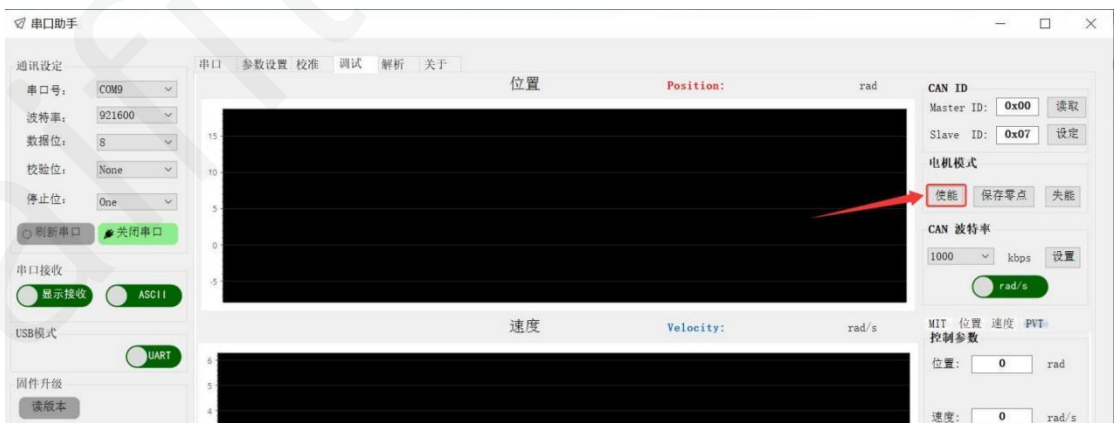 串口助手
通讯设定
串口号: COM9
波特率: 921600
数据位: 8
校验位: None
停止位: One
刷新串口 关闭串口
串口接收
显示接收 ASCII
USB模式
UART
固件升级
读版本
串口 参数设置 校准 调试 解析 关于
位置 Position: rad
15
10
5
0
-5
速度 Velocity: rad/s
6
5
4
CAN ID
Master ID: 0x00 读取
Slave ID: 0x07 设定
电机模式
使能 保存零点 失能
CAN 波特率
1000 kbps 设置
rad/s
MIT 位置 速度 PVT
控制参数
位置: 0 rad
速度: 0 rad/s